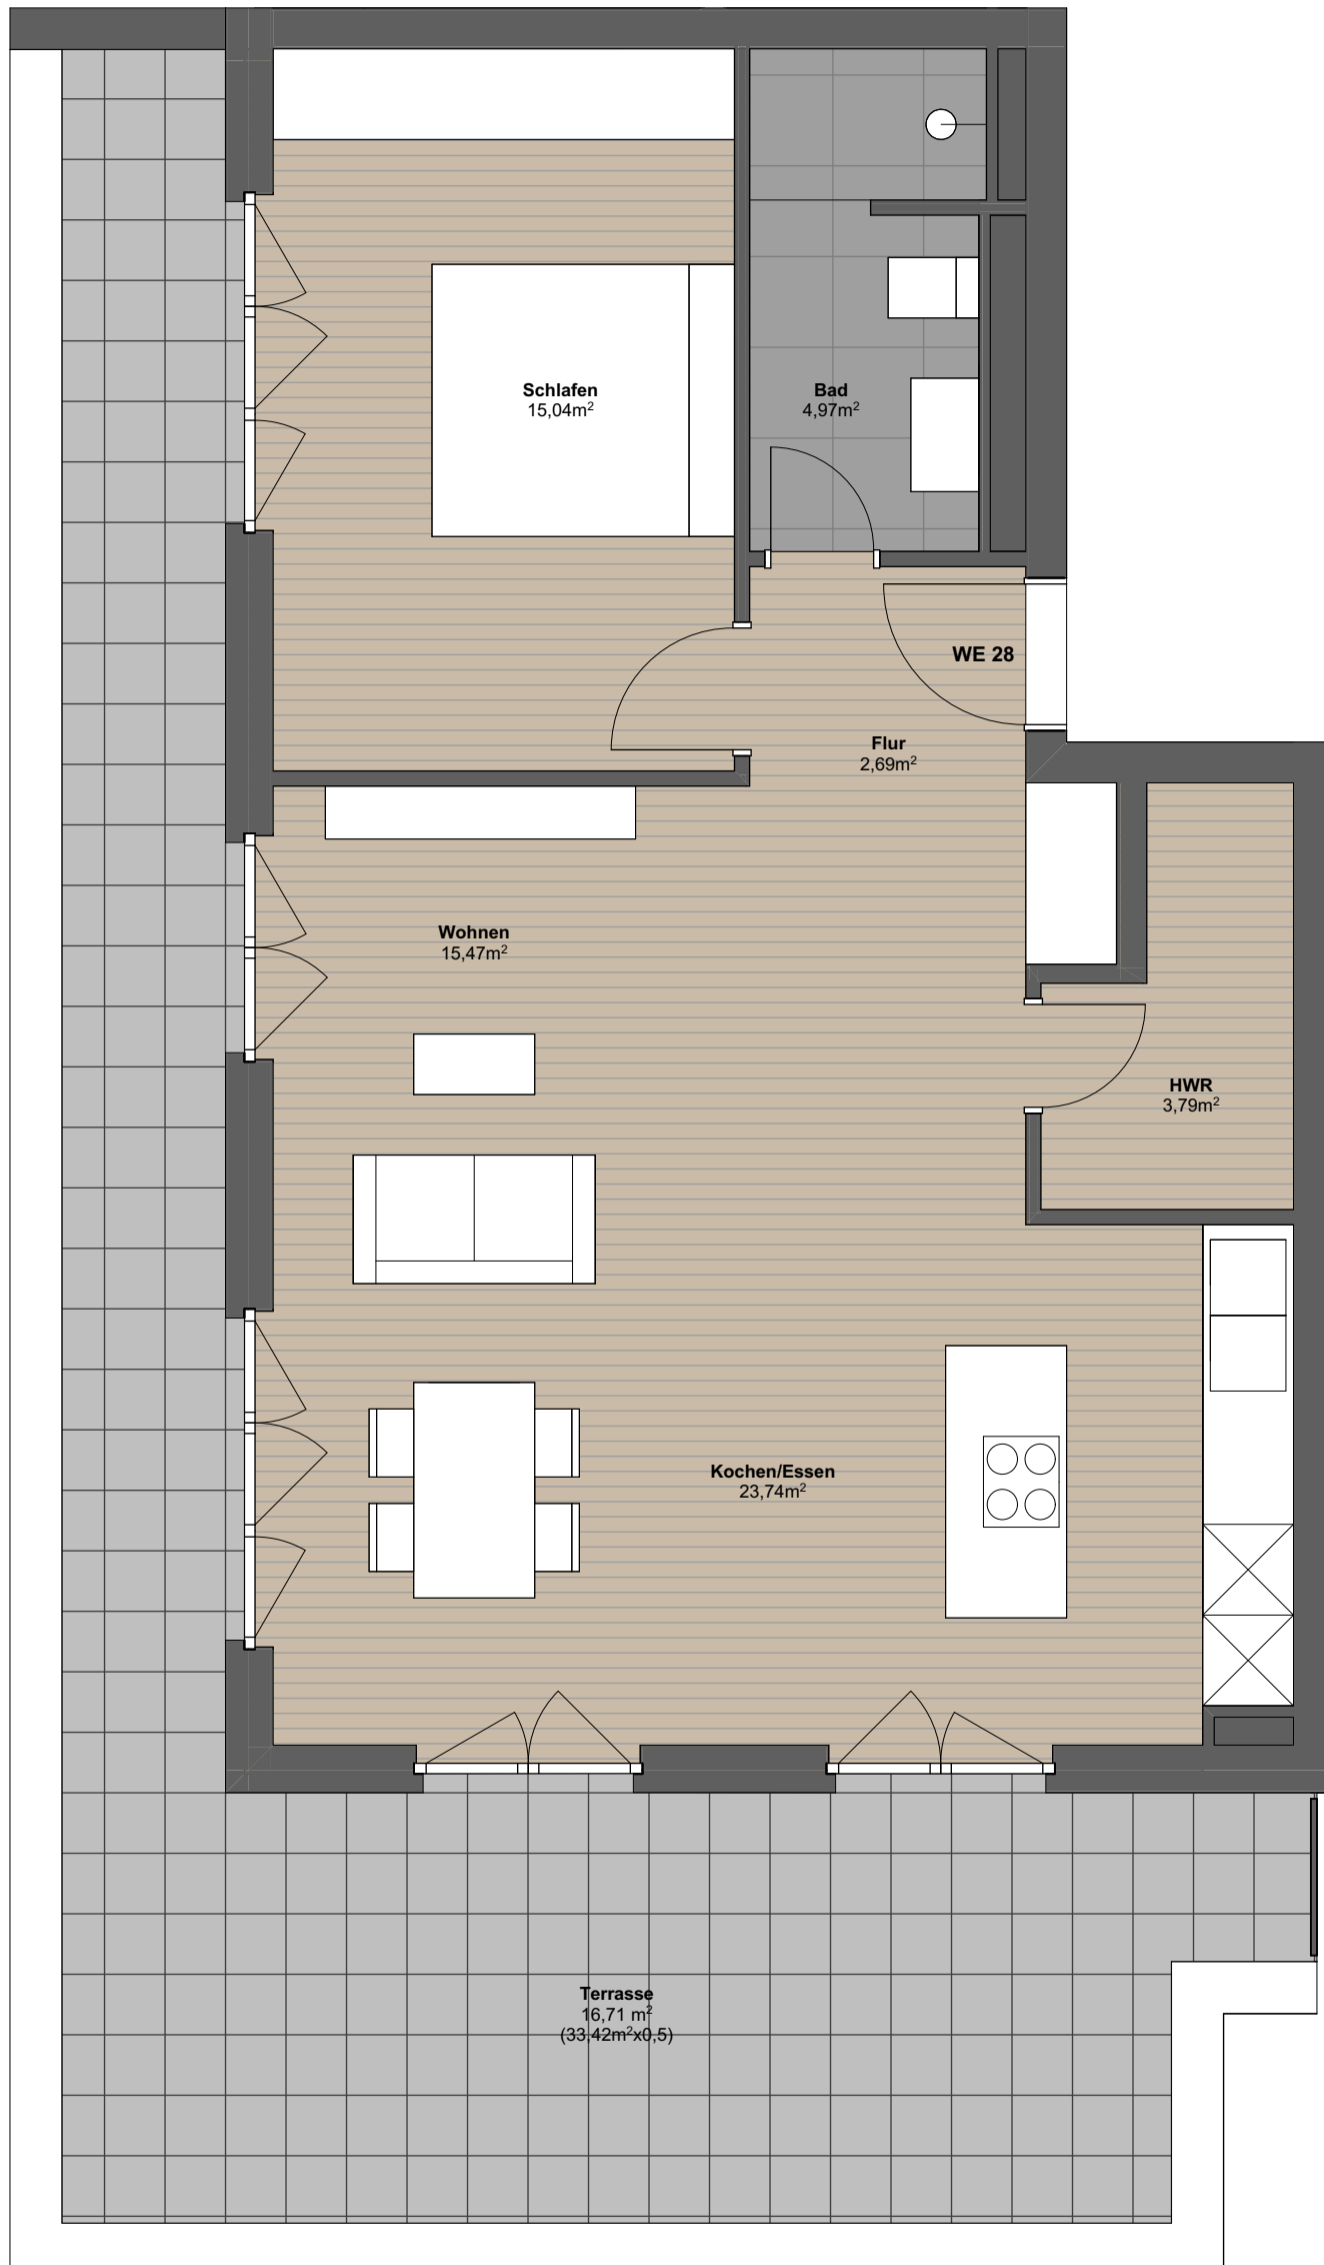 Schlafen
15,04m²
Bad
4,97m²
WE 28
Flur
2,69m²
Wohnen
15,47m²
HWR
3,79m²
Kochen/Essen
23,74m²
Terrasse
16,71 m²
(33,42m²x0,5)